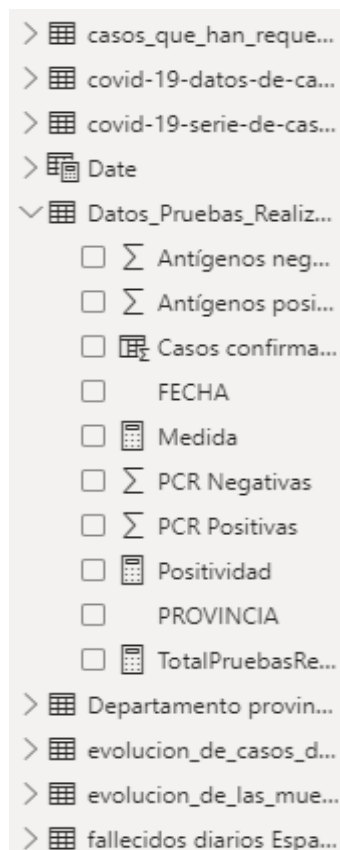 casos_que_han_reque...
covid-19-datos-de-ca...
covid-19-serie-de-cas...
Date
Datos_Pruebas_Realiz...
Antígenos neg...
Antígenos posi...
Casos confirma...
FECHA
Medida
PCR Negativas
PCR Positivas
Positividad
PROVINCIA
TotalPruebasRe...
Departamento provin...
evolucion_de_casos_d...
evolucion_de_las_mue...
fallecidos diarios Espa...